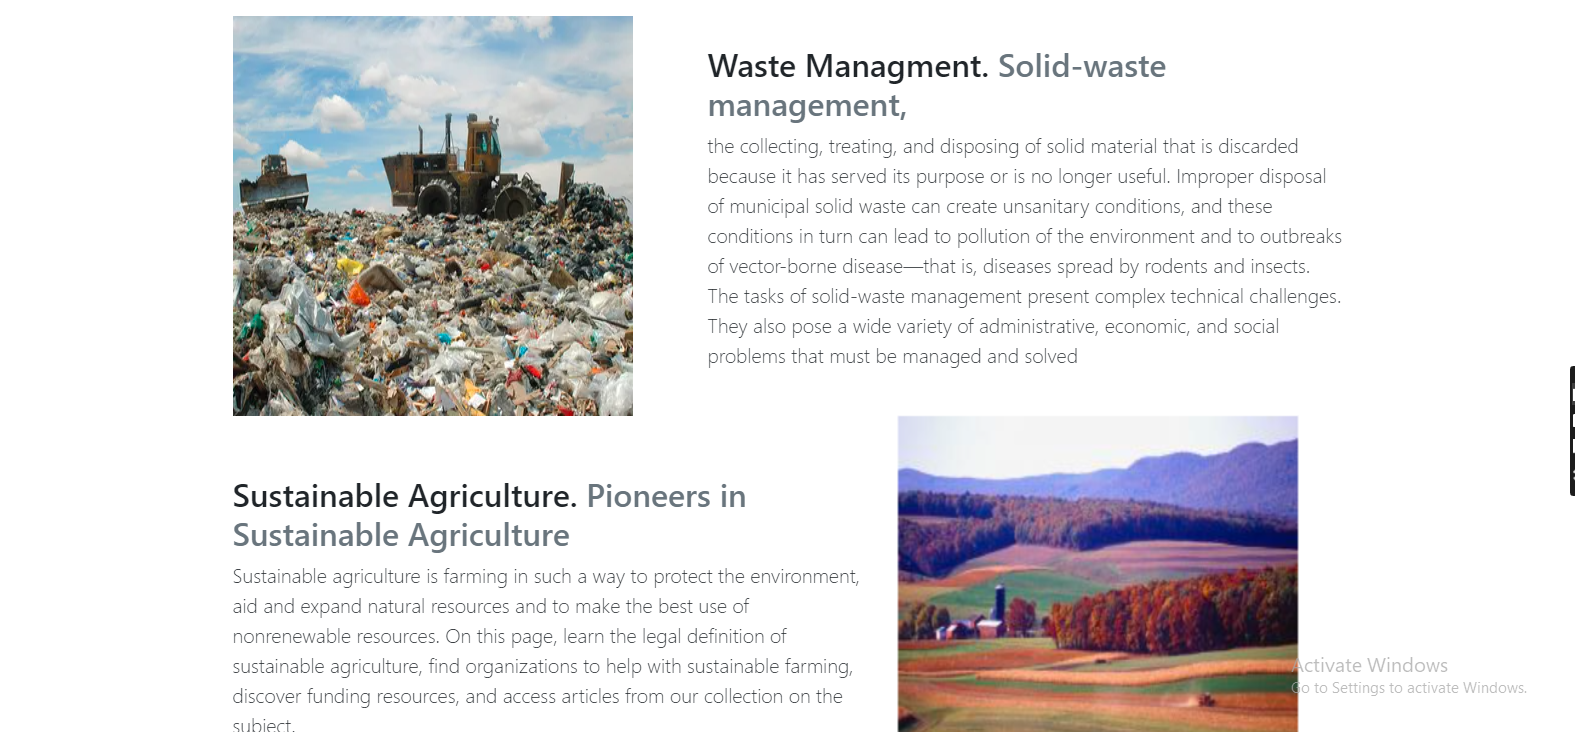 Waste Managment. Solid-waste
management,
the collecting, treating, and disposing of solid material that is discarded
because it has served its purpose or is no longer useful. Improper disposal
of municipal solid waste can create unsanitary conditions, and these
conditions in turn can lead to pollution of the environment and to outbreaks
of vector-borne disease—that is, diseases spread by rodents and insects.
The tasks of solid-waste management present complex technical challenges.
They also pose a wide variety of administrative, economic, and social
problems that must be managed and solved
Sustainable Agriculture. Pioneers in
Sustainable Agriculture
Sustainable agriculture is farming in such a way to protect the environment,
aid and expand natural resources and to make the best use of
nonrenewable resources. On this page, learn the legal definition of
sustainable agriculture, find organizations to help with sustainable farming,
discover funding resources, and access articles from our collection on the
subject.
Activate Windows
Go to Settings to activate Windows.